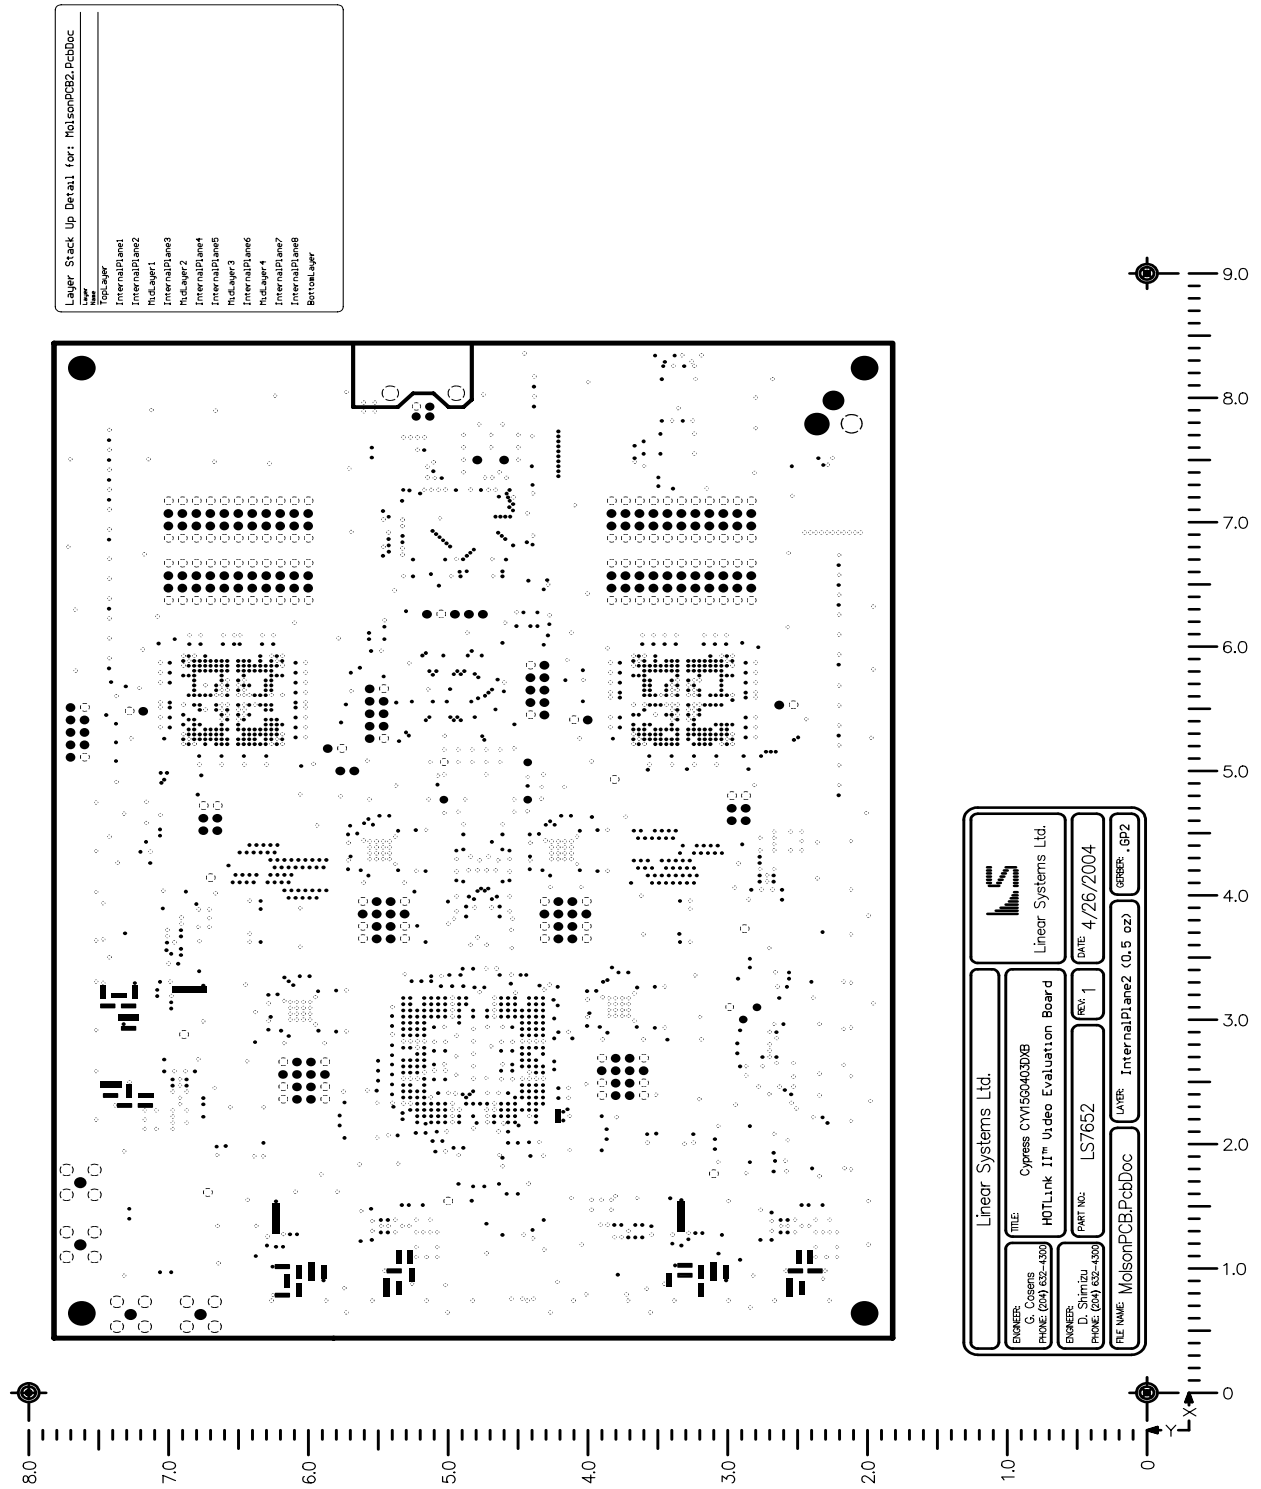 Layer Stack Up Detail for: MolsonPCB2.PcbDoc
Layer
Name
TopLayer
InternalPlane1
InternalPlane2
MidLayer1
InternalPlane3
MidLayer2
InternalPlane4
InternalPlane5
MidLayer3
InternalPlane6
MidLayer4
InternalPlane7
InternalPlane8
BottomLayer
9.0
8.0
7.0
6.0
5.0
4.0
3.0
2.0
1.0
0
X
Y
8.0
7.0
6.0
5.0
4.0
3.0
2.0
1.0
0
Linear Systems Ltd.
LS
Linear Systems Ltd.
ENGINEER:
G. Cosens
PHONE: (204) 632-4300
TITLE:
Cypress CYV15G0403DXB
HOTLink II™ Video Evaluation Board
ENGINEER:
D. Shimizu
PHONE: (204) 632-4300
PART NO.: LS7652
REV.: 1
DATE: 4/26/2004
FILE NAME: MolsonPCB.PcbDoc
LAYER: InternalPlane2 (0.5 oz)
GERBER: .GP2